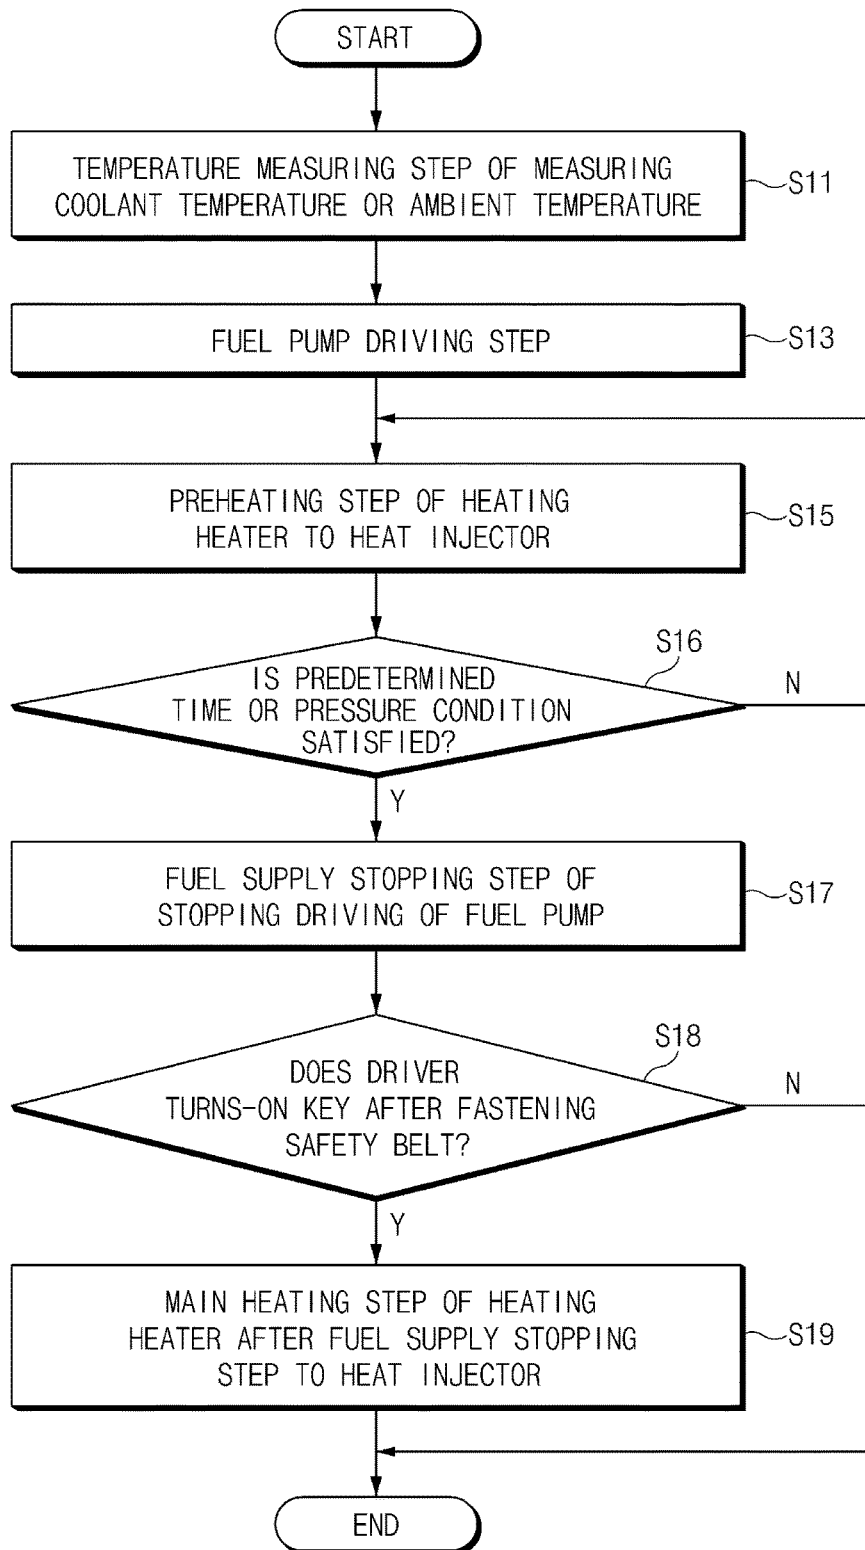 START
TEMPERATURE MEASURING STEP OF MEASURING
COOLANT TEMPERATURE OR AMBIENT TEMPERATURE
S11
FUEL PUMP DRIVING STEP
S13
PREHEATING STEP OF HEATING
HEATER TO HEAT INJECTOR
S15
S16
IS PREDETERMINED
TIME OR PRESSURE CONDITION
SATISFIED?
N
Y
FUEL SUPPLY STOPPING STEP OF
STOPPING DRIVING OF FUEL PUMP
S17
S18
DOES DRIVER
TURNS-ON KEY AFTER FASTENING
SAFETY BELT?
N
Y
MAIN HEATING STEP OF HEATING
HEATER AFTER FUEL SUPPLY STOPPING
STEP TO HEAT INJECTOR
S19
END